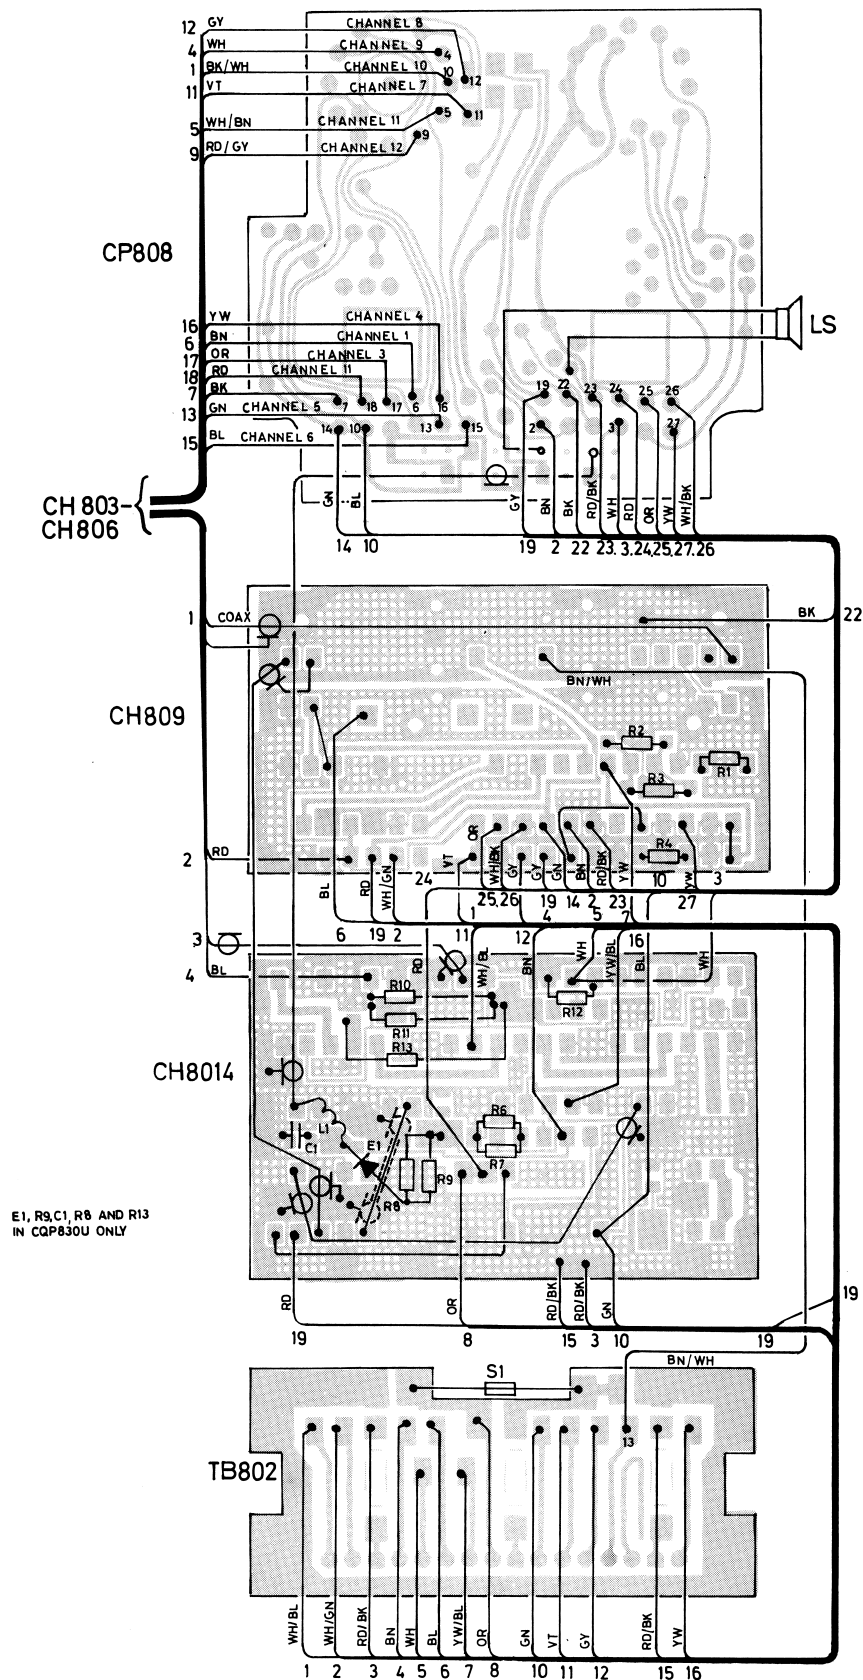 12 GY CHANNEL 8
4 WH CHANNEL 9 4
1 BK/WH CHANNEL 10 10 12
11 VT CHANNEL 7 11
5 WH/BN CHANNEL 11 5
9 RD/GY CHANNEL 12 9
CP808
16 YW CHANNEL 4
6 BN CHANNEL 1
17 OR CHANNEL 3
18 RD CHANNEL 11
7 BK 7 18 17 6 16
13 GN CHANNEL 5 14 10 13 15
15 BL CHANNEL 6
LS
19 22 23 24 25 26
2 3 27
CH 803-
CH806
GN BL GY BN BK RD/BK WH RD OR YW WH/BK
14 10 19 2 22 23. 3. 24. 25. 27. 26
1 COAX BK 22
BN/WH
CH809
R2
R1
R3
R4
2 RD
OR
VT WH/BK GY GY GN BN RD/BK YW YW
BL RD WH/GN 24 25. 26 19 14 2 23 10 27 3
6 19 2 1 11 12 4 5 7 16
3 RD WH/BL BN WH YW/BL BL WH
4 BL
R10
R11
R13
R12
CH8014
L1
C1
E1
R6
R7
R9
R8
E1, R9,C1, R8 AND R13
IN CQP830U ONLY
RD OR RD/BK RD/BK GN
19 8 15 3 10 19 19
BN/WH
S1
13
TB802
WH/BL WH/GN RD/BK BN WH BL YW/BL OR GN VT GY RD/BK YW
1 2 3 4 5 6 7 8 10 11 12 15 16